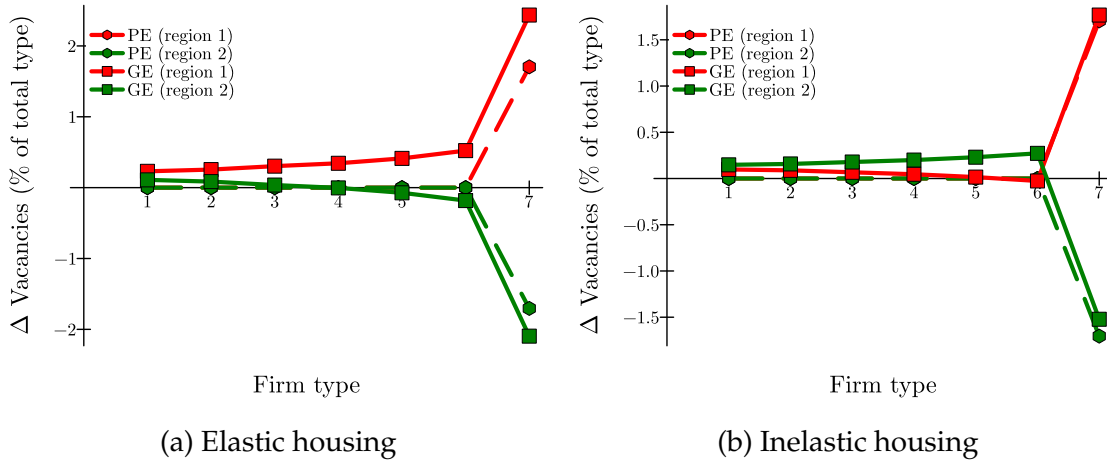 Δ Vacancies (% of total type)
2
1
−1
−2
PE (region 1)
PE (region 2)
GE (region 1)
GE (region 2)
1 2 3 4 5 7
Firm type
(a) Elastic housing
Δ Vacancies (% of total type)
1.5
1.0
0.5
−0.5
−1.0
−1.5
PE (region 1)
PE (region 2)
GE (region 1)
GE (region 2)
1 2 3 4 5 6 7
Firm type
(b) Inelastic housing